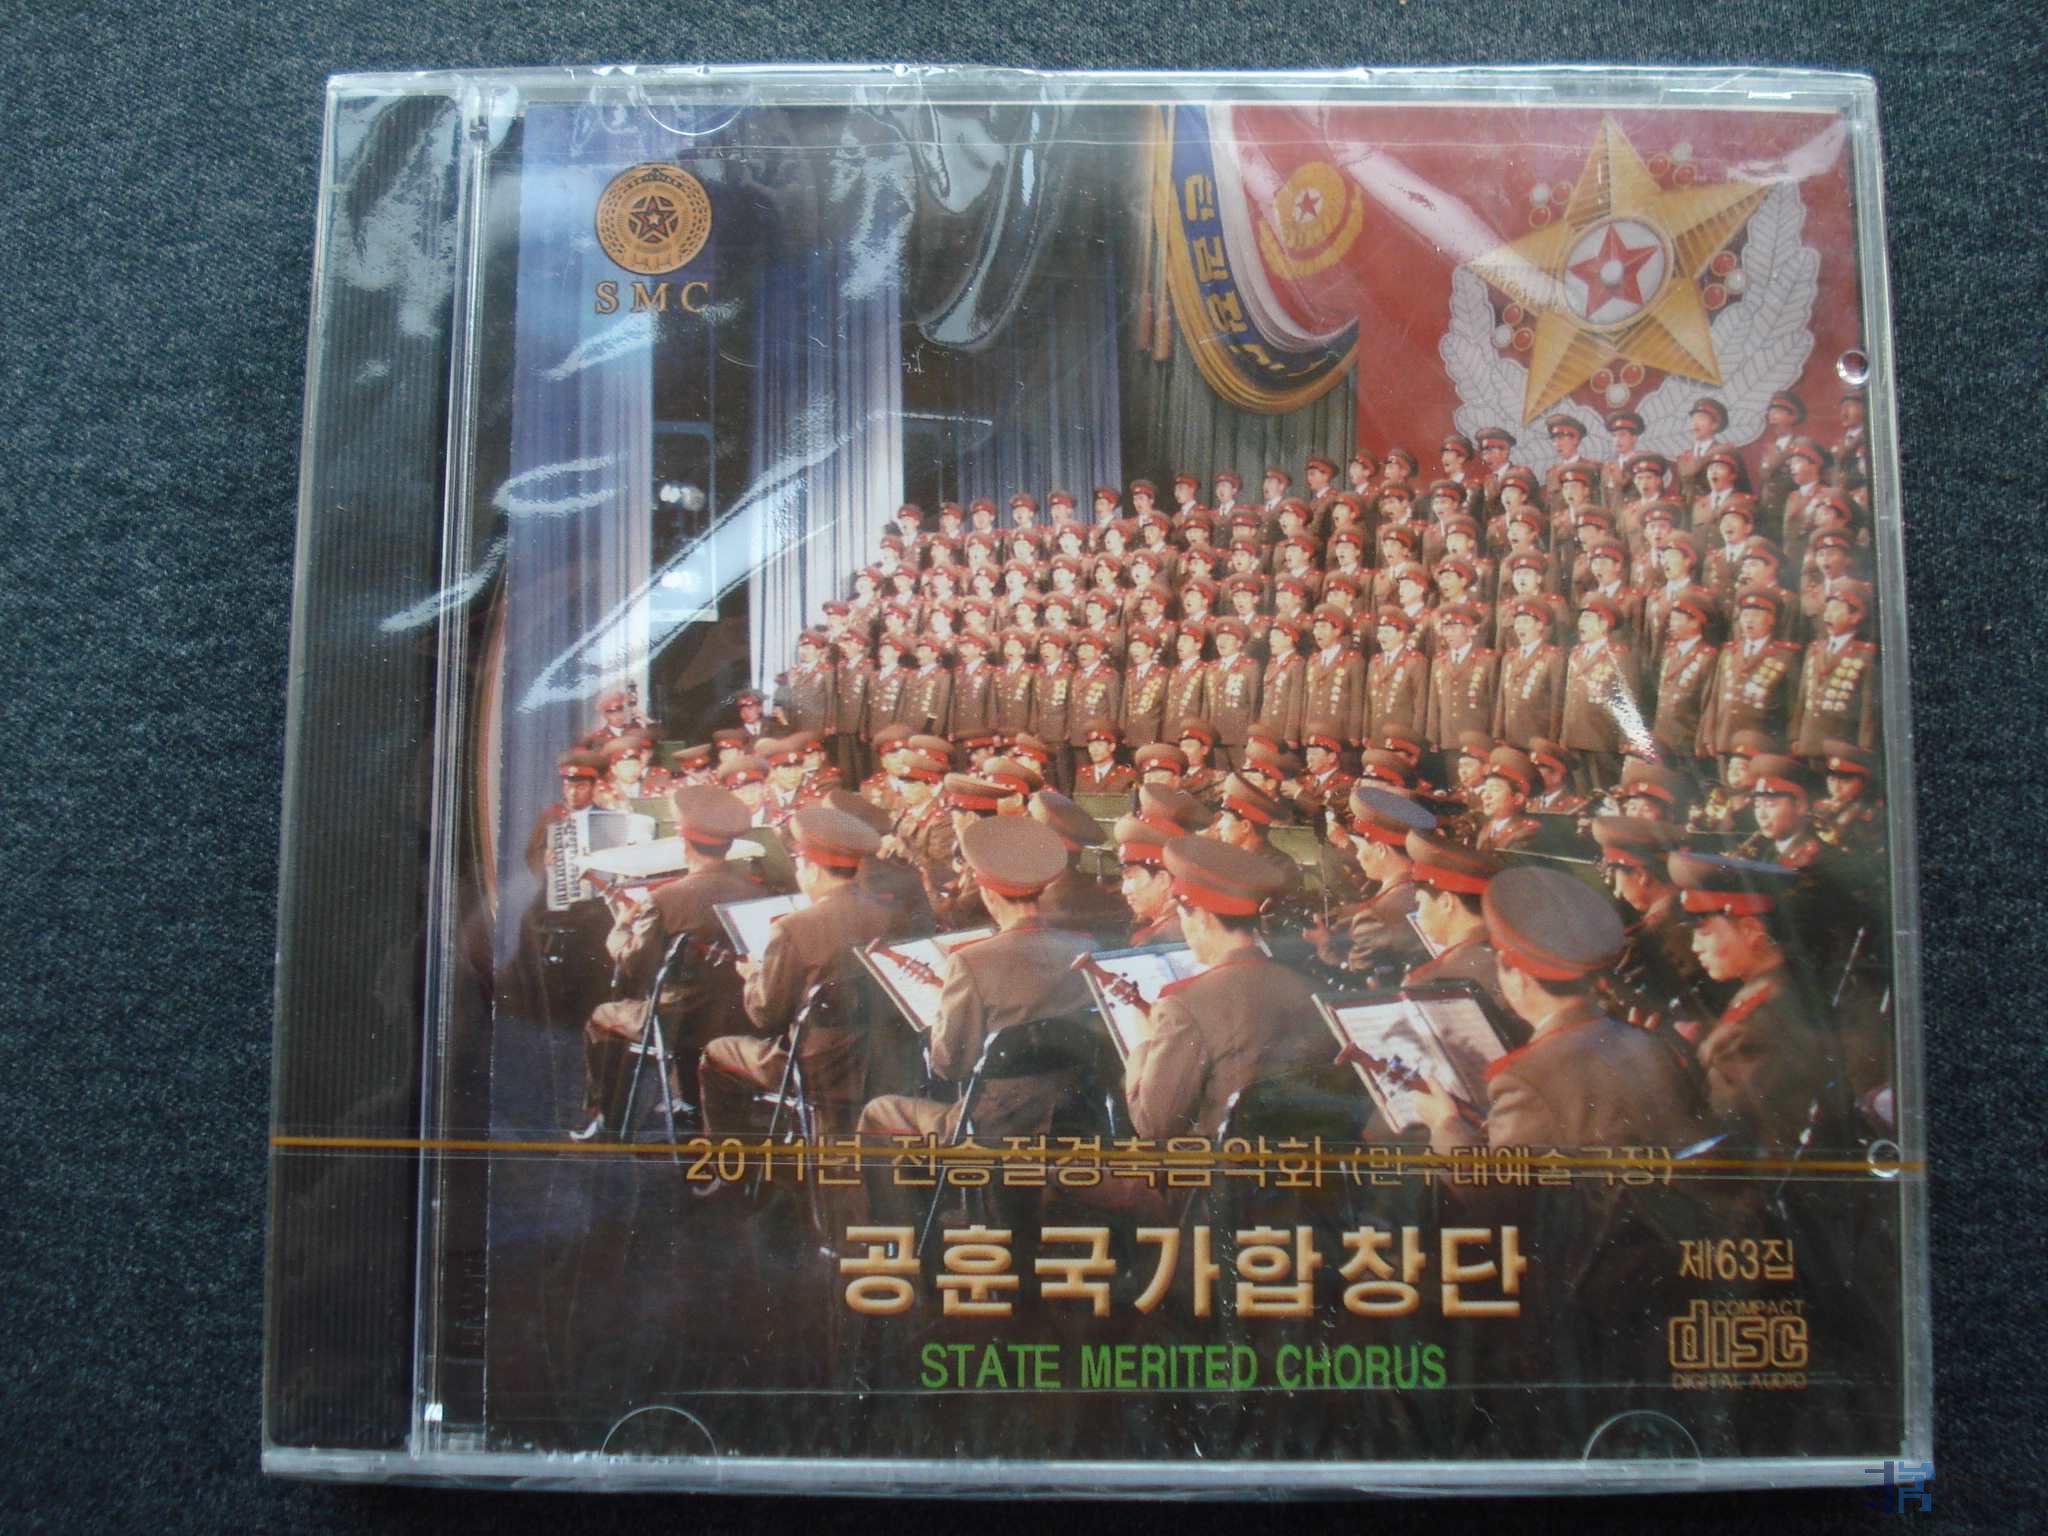 SMC
2011년 전승절경축음악회 (만수대예술극장)
공훈국가합창단
제63집
STATE MERITED CHORUS
COMPACT
disc
DIGITAL AUDIO